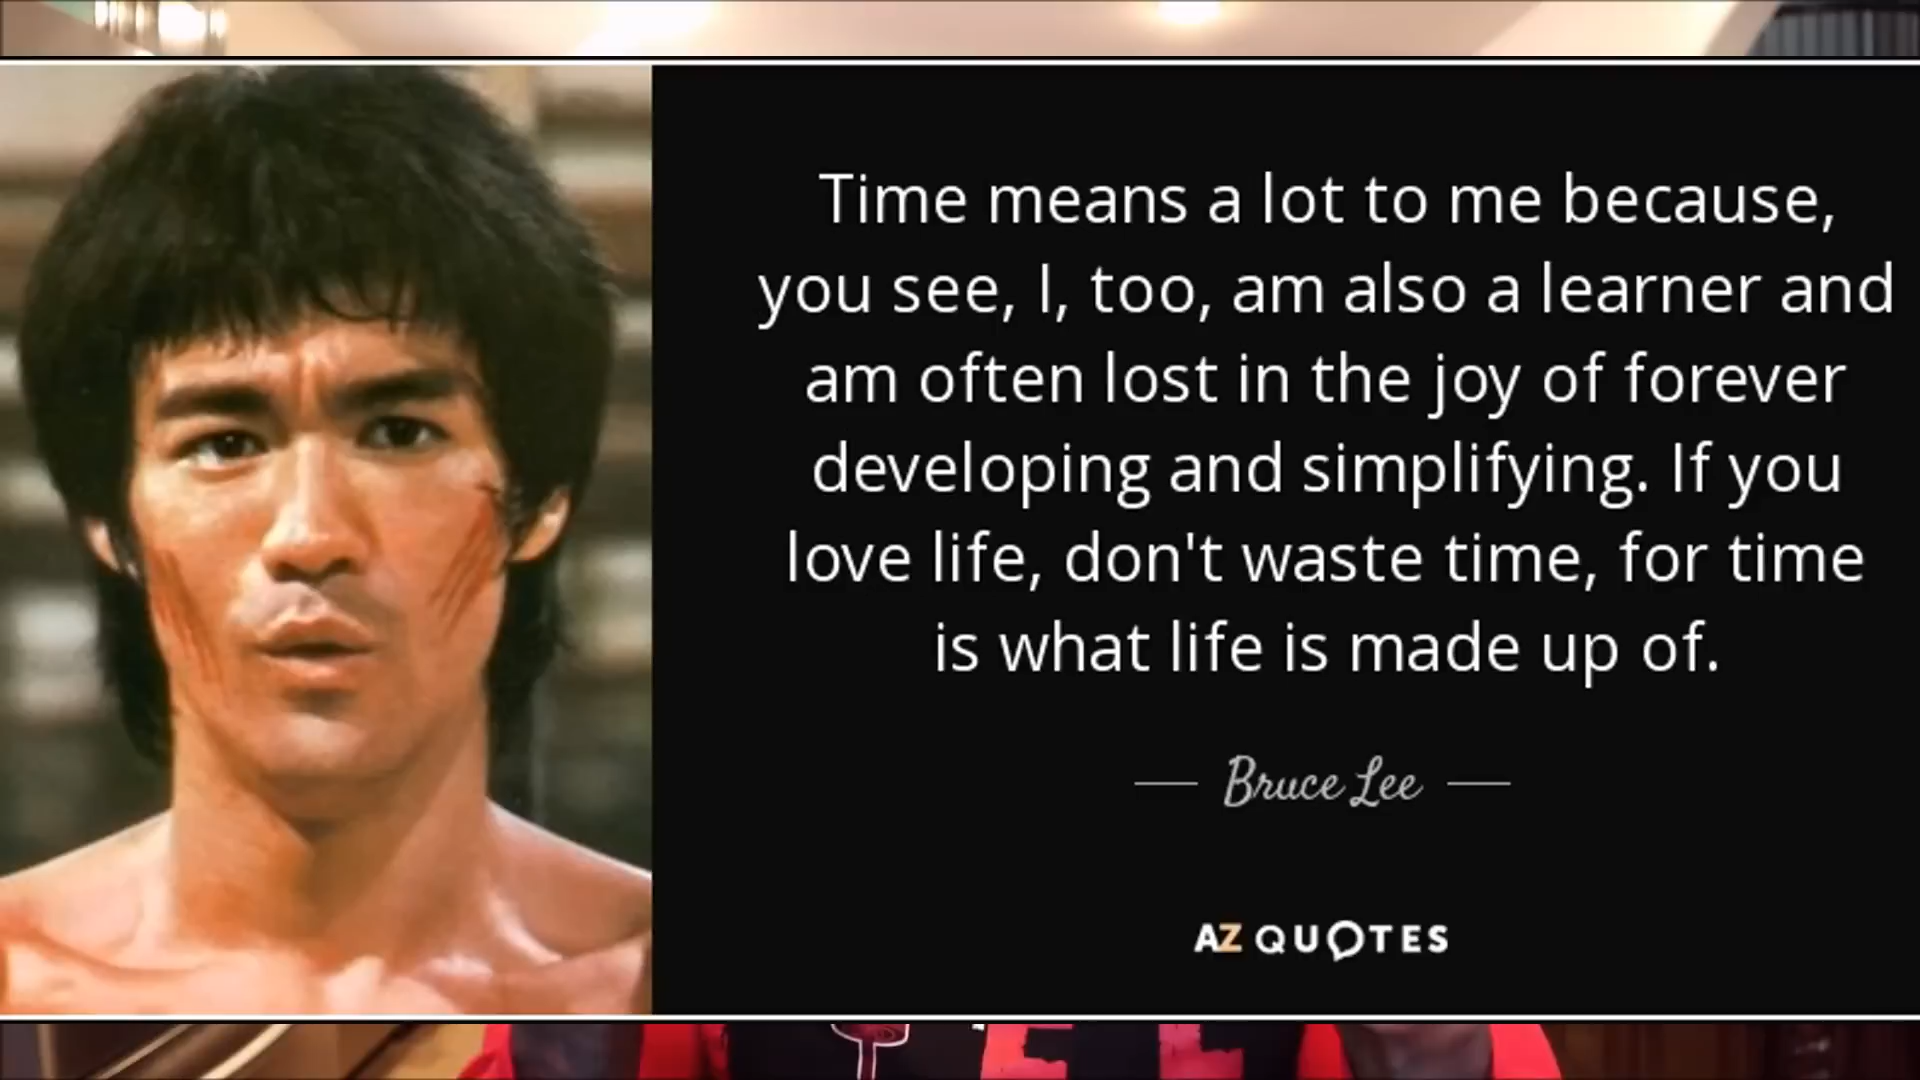 Time means a lot to me because,
you see, I, too, am also a learner and
am often lost in the joy of forever
developing and simplifying. If you
love life, don't waste time, for time
is what life is made up of.
Bruce Lee
AZ QUOTES